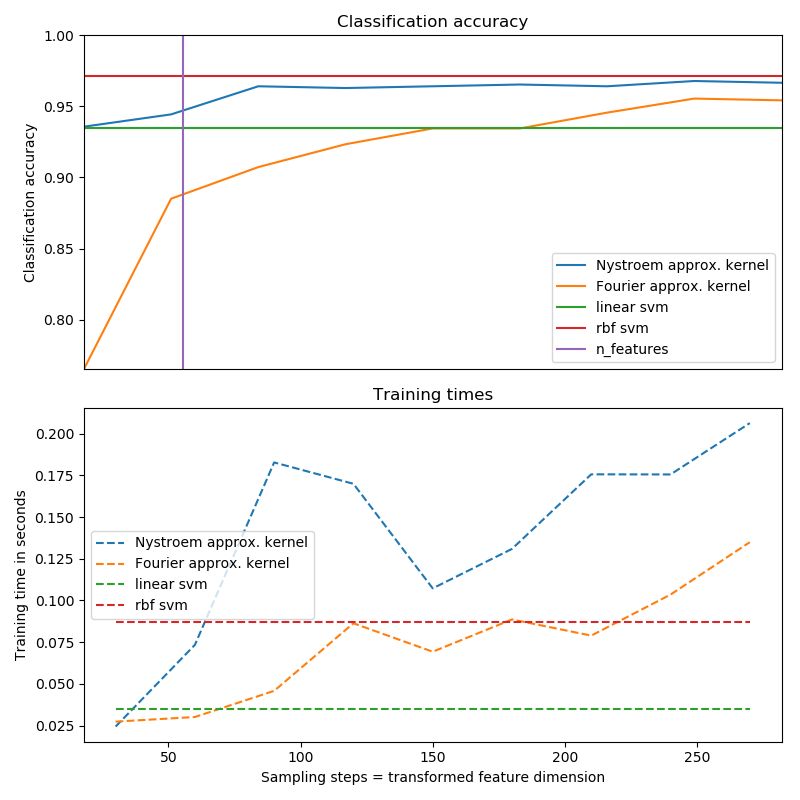 Classification accuracy
1.00
0.95
0.90
0.85
0.80
Classification accuracy
Nystroem approx. kernel
Fourier approx. kernel
linear svm
rbf svm
n_features
Training times
0.200
0.175
0.150
0.125
0.100
0.075
0.050
0.025
Training time in seconds
Nystroem approx. kernel
Fourier approx. kernel
linear svm
rbf svm
50 100 150 200 250
Sampling steps = transformed feature dimension